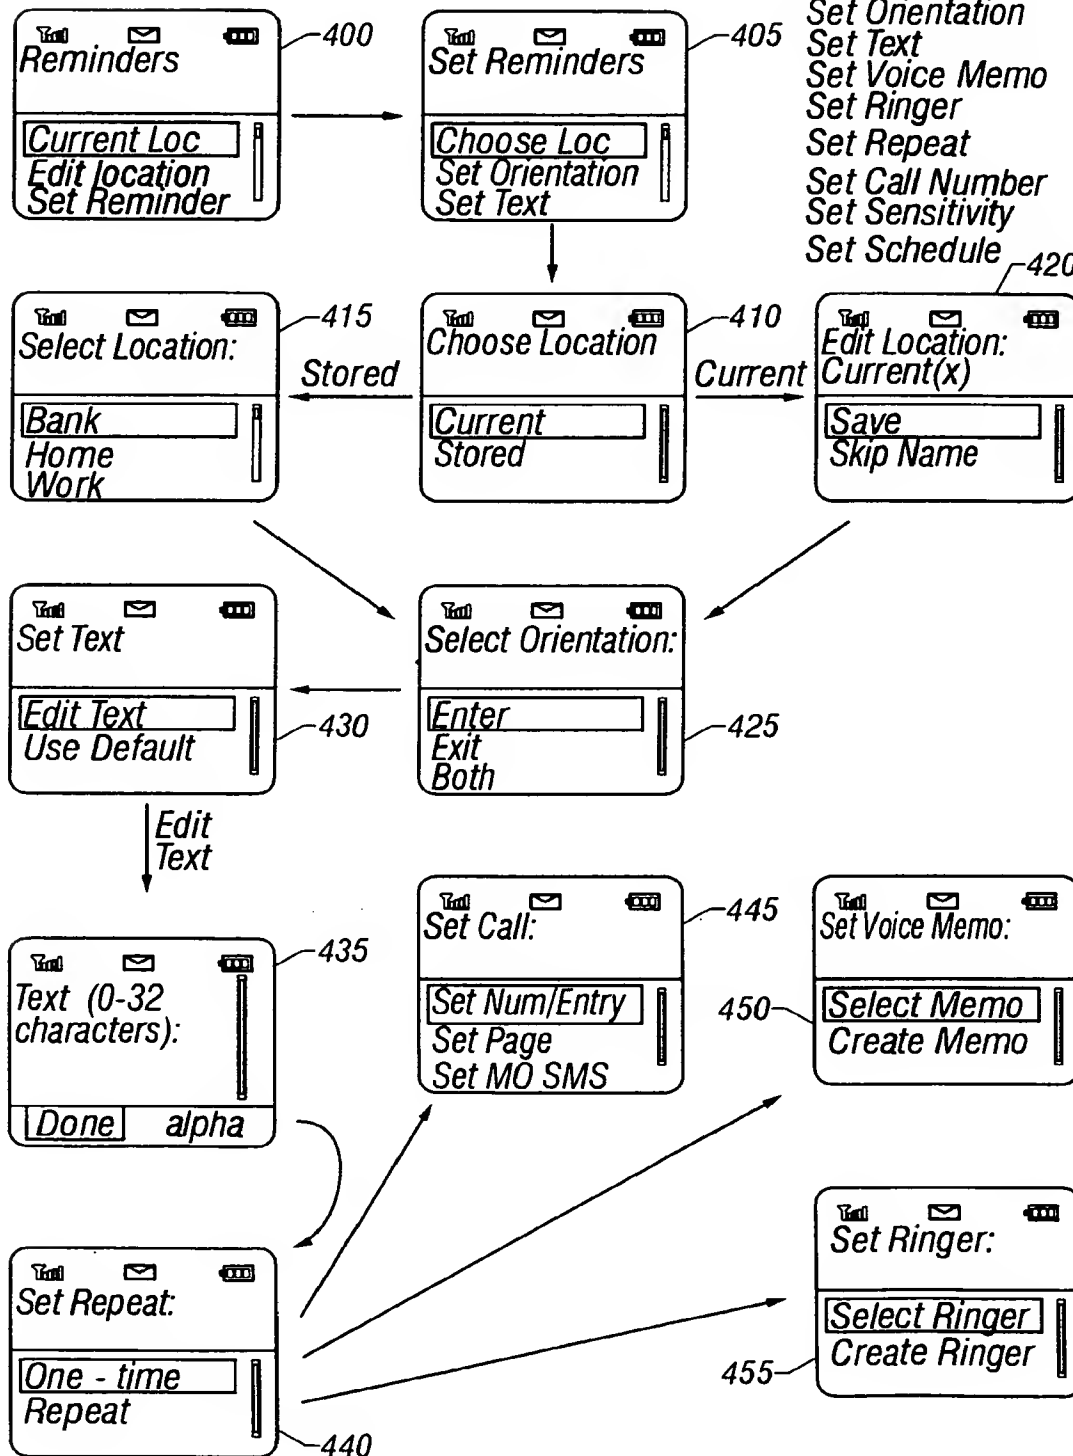 400
Reminders
Current Loc
Edit location
Set Reminder
405
Set Reminders
Choose Loc
Set Orientation
Set Text
Set Orientation
Set Text
Set Voice Memo
Set Ringer
Set Repeat
Set Call Number
Set Sensitivity
Set Schedule
415
Select Location:
Bank
Home
Work
Stored
410
Choose Location
Current
Stored
Current
420
Edit Location:
Current(x)
Save
Skip Name
Set Text
Edit Text
Use Default
430
Select Orientation:
Enter
Exit
Both
425
Edit
Text
435
Text (0-32
characters):
Done alpha
445
Set Call:
Set Num/Entry
Set Page
Set MO SMS
Set Voice Memo:
450
Select Memo
Create Memo
Set Repeat:
One - time
Repeat
440
Set Ringer:
Select Ringer
Create Ringer
455